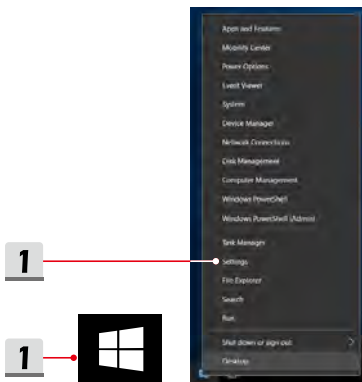 Apps and Features
Mobility Center
Power Options
Event Viewer
System
Device Manager
Network Connections
Disk Management
Computer Management
Windows PowerShell
Windows PowerShell (Admin)
Task Manager
1
Settings
File Explorer
Search
Run
Shut down or sign out
1
Desktop